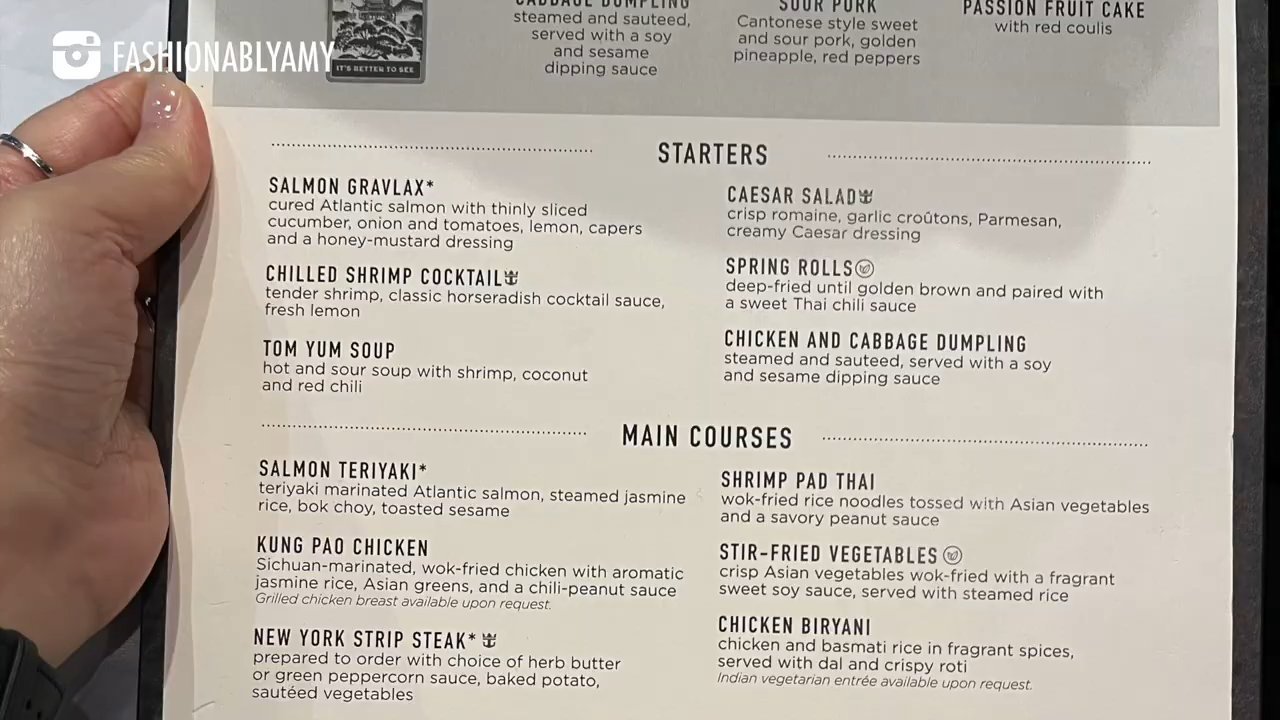 FASHIONABLYAMY
IT'S BETTER TO SEE
CABBAGE DUMPLING
steamed and sauteed,
served with a soy
and sesame
dipping sauce
SOUR PORK
Cantonese style sweet
and sour pork, golden
pineapple, red peppers
PASSION FRUIT CAKE
with red coulis
STARTERS
SALMON GRAVLAX*
cured Atlantic salmon with thinly sliced
cucumber, onion and tomatoes, lemon, capers
and a honey-mustard dressing
CHILLED SHRIMP COCKTAIL
tender shrimp, classic horseradish cocktail sauce,
fresh lemon
TOM YUM SOUP
hot and sour soup with shrimp, coconut
and red chili
CAESAR SALAD
crisp romaine, garlic croûtons, Parmesan,
creamy Caesar dressing
SPRING ROLLS
deep-fried until golden brown and paired with
a sweet Thai chili sauce
CHICKEN AND CABBAGE DUMPLING
steamed and sauteed, served with a soy
and sesame dipping sauce
MAIN COURSES
SALMON TERIYAKI*
teriyaki marinated Atlantic salmon, steamed jasmine
rice, bok choy, toasted sesame
KUNG PAO CHICKEN
Sichuan-marinated, wok-fried chicken with aromatic
jasmine rice, Asian greens, and a chili-peanut sauce
Grilled chicken breast available upon request.
NEW YORK STRIP STEAK*
prepared to order with choice of herb butter
or green peppercorn sauce, baked potato,
sautéed vegetables
SHRIMP PAD THAI
wok-fried rice noodles tossed with Asian vegetables
and a savory peanut sauce
STIR-FRIED VEGETABLES
crisp Asian vegetables wok-fried with a fragrant
sweet soy sauce, served with steamed rice
CHICKEN BIRYANI
chicken and basmati rice in fragrant spices,
served with dal and crispy roti
Indian vegetarian entrée available upon request.